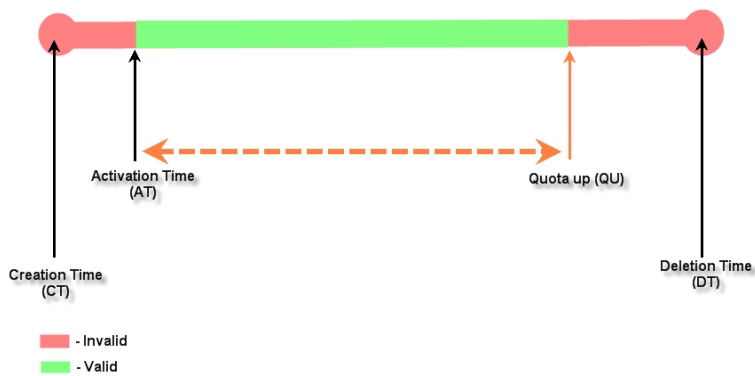 Activation Time
(AT)
Quota up (QU)
Creation Time
(CT)
Deletion Time
(DT)
- Invalid
- Valid